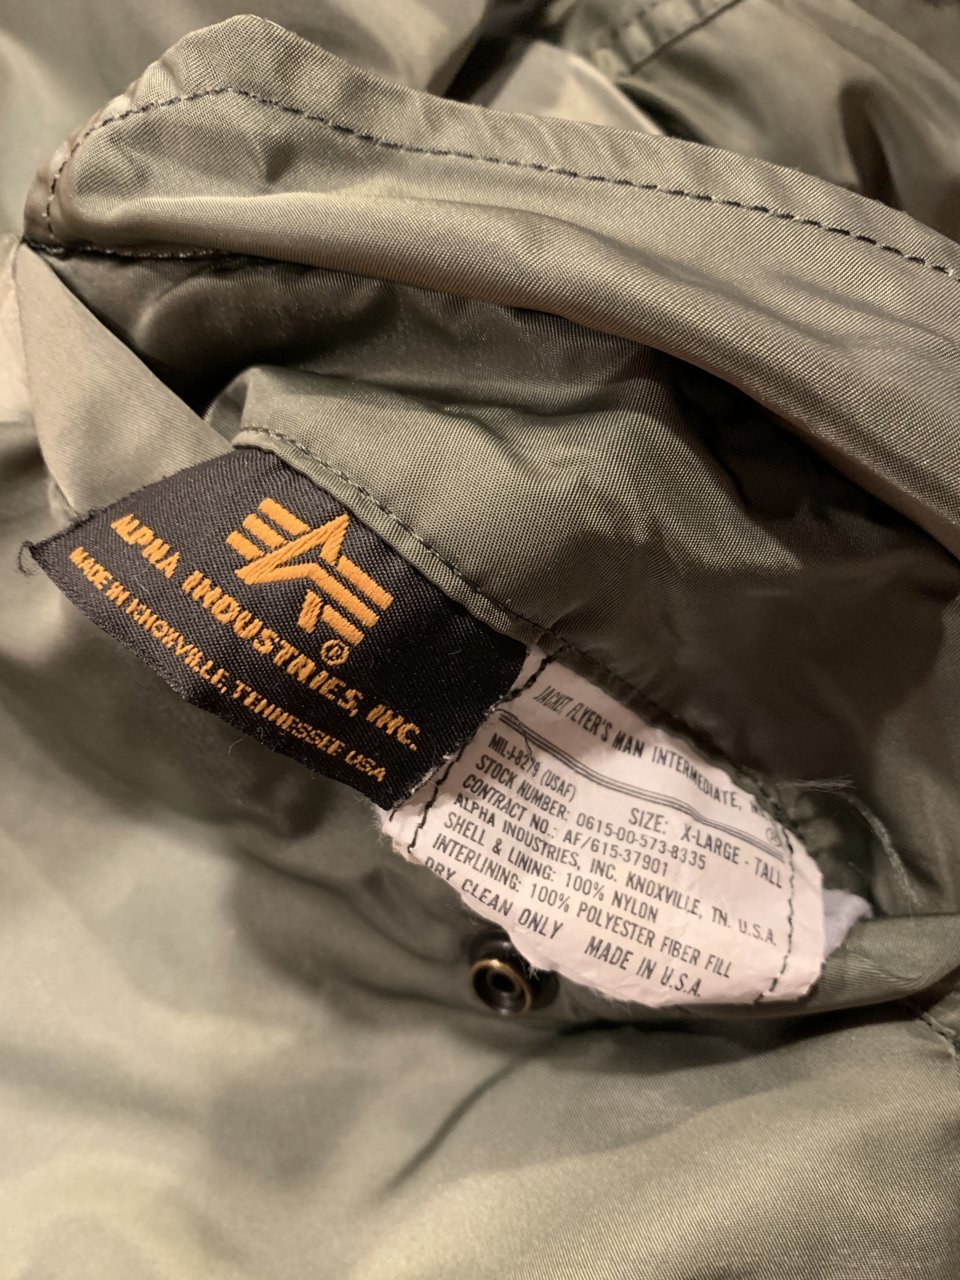 ALPHA INDUSTRIES, INC.
MADE IN KNOXVILLE, TENNESSEE USA
®
JACKET FLYER'S MAN INTERMEDIATE,
MIL-J-8279 (USAF) SIZE: X-LARGE - TALL
STOCK NUMBER: 0615-00-573-8335
CONTRACT NO.: AF/615-37901
ALPHA INDUSTRIES, INC. KNOXVILLE, TN. U.S.A.
SHELL & LINING: 100% NYLON
INTERLINING: 100% POLYESTER FIBER FILL
DRY CLEAN ONLY MADE IN U.S.A.